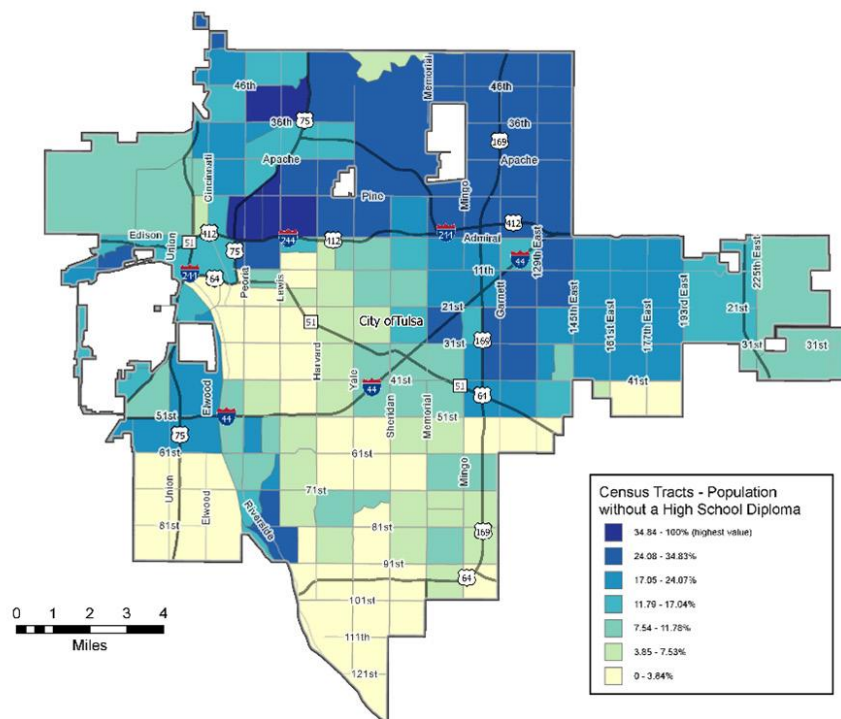 46th
Memorial
46th
36th
75
36th
169
Apache
Apache
Cincinnati
Pine
Mingo
Edison
Union
51
412
75
244
412
244
Admiral
412
44
129th East
225th East
244
64
Peoria
Lewis
11th
Garnett
145th East
161st East
177th East
193rd East
21st
21st
City of Tulsa
51
Harvard
31st
169
31st
31st
Elwood
Yale
44
41st
51
64
41st
51st
44
Sheridan
Memorial
51st
75
61st
61st
Mingo
Union
Elwood
71st
Riverside
81st
81st
169
91st
64
101st
111th
121st
Census Tracts - Population
without a High School Diploma
34.84 - 100% (highest value)
24.08 - 34.83%
17.05 - 24.07%
11.79 - 17.04%
7.54 - 11.78%
3.85 - 7.53%
0 - 3.84%
0 1 2 3 4
Miles